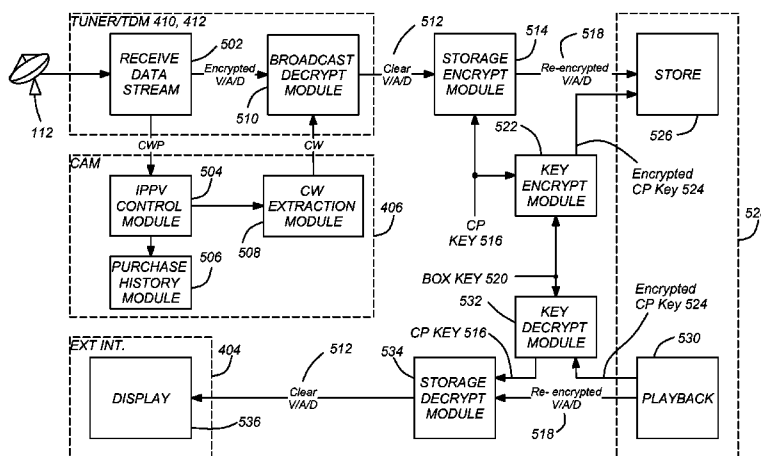 TUNER/TDM 410, 412
502
512
514
518
RECEIVE
DATA
STREAM
Encrypted
V/A/D
BROADCAST
DECRYPT
MODULE
510
Clear
V/A/D
STORAGE
ENCRYPT
MODULE
Re-encrypted
V/A/D
STORE
526
112
CWP
CW
522
CAM
504
IPPV
CONTROL
MODULE
CW
EXTRACTION
MODULE
508
406
KEY
ENCRYPT
MODULE
Encrypted
CP Key 524
CP
KEY 516
506
PURCHASE
HISTORY
MODULE
BOX KEY 520
532
KEY
DECRYPT
MODULE
Encrypted
CP Key 524
530
EXT INT.
404
512
CP KEY 516
534
DISPLAY
536
Clear
V/A/D
STORAGE
DECRYPT
MODULE
Re- encrypted
V/A/D
518
PLAYBACK